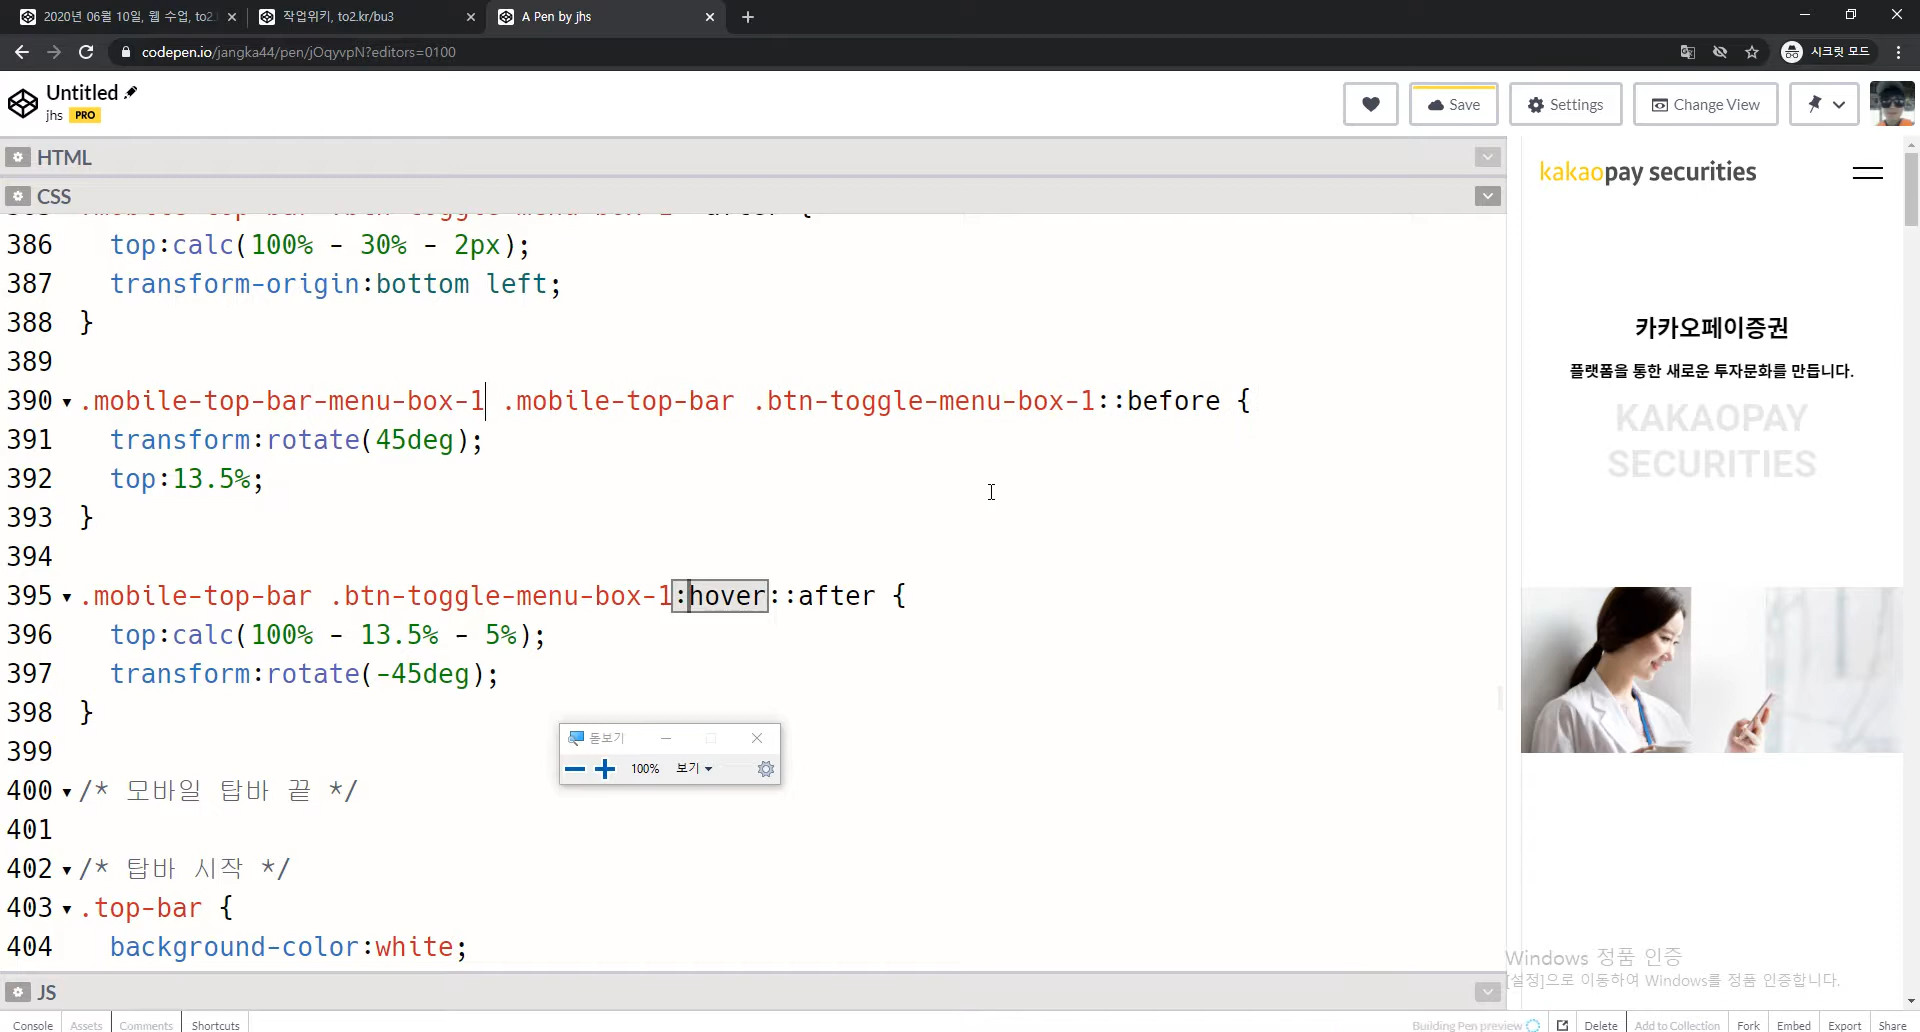 2020년 06월 10일, 웹 수업, to2.
작업위키, to2.kr/bu3
A Pen by jhs
codepen.io/jangka44/pen/jOqyvpN?editors=0100
시크릿 모드
Untitled
jhs PRO
Save
Settings
Change View
HTML
CSS
386 top:calc(100% - 30% - 2px);
387 transform-origin:bottom left;
388 }
389
390 .mobile-top-bar-menu-box-1 .mobile-top-bar .btn-toggle-menu-box-1::before {
391 transform:rotate(45deg);
392 top:13.5%;
393 }
394
395 .mobile-top-bar .btn-toggle-menu-box-1:hover::after {
396 top:calc(100% - 13.5% - 5%);
397 transform:rotate(-45deg);
398 }
399
400 /* 모바일 탑바 끝 */
401
402 /* 탑바 시작 */
403 .top-bar {
404 background-color:white;
돋보기
100% 보기
JS
kakaopay securities
카카오페이증권
플랫폼을 통한 새로운 투자문화를 만듭니다.
KAKAOPAY
SECURITIES
Windows 정품 인증
[설정]으로 이동하여 Windows를 정품 인증합니다.
Console Assets Comments Shortcuts
Building Pen preview Delete Add to Collection Fork Embed Export Share